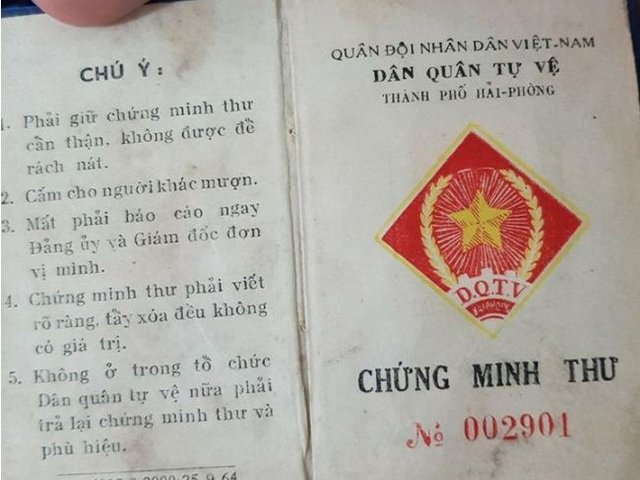 CHÚ Ý:
1. Phải giữ chứng minh thư
cẩn thận, không được để
rách nát.
2. Cấm cho người khác mượn.
3. Mất phải báo cáo ngay
Đảng ủy và Giám đốc đơn
vị mình.
4. Chứng minh thư phải viết
rõ ràng, tẩy xóa đều không
có giá trị.
5. Không ở trong tổ chức
Dân quân tự vệ nữa phải
trả lại chứng minh thư và
phù hiệu.
QUÂN ĐỘI NHÂN DÂN VIỆT-NAM
DÂN QUÂN TỰ VỆ
THÀNH PHỐ HẢI-PHÒNG
D.Q.T.V
CHỨNG MINH THƯ
№ 002901